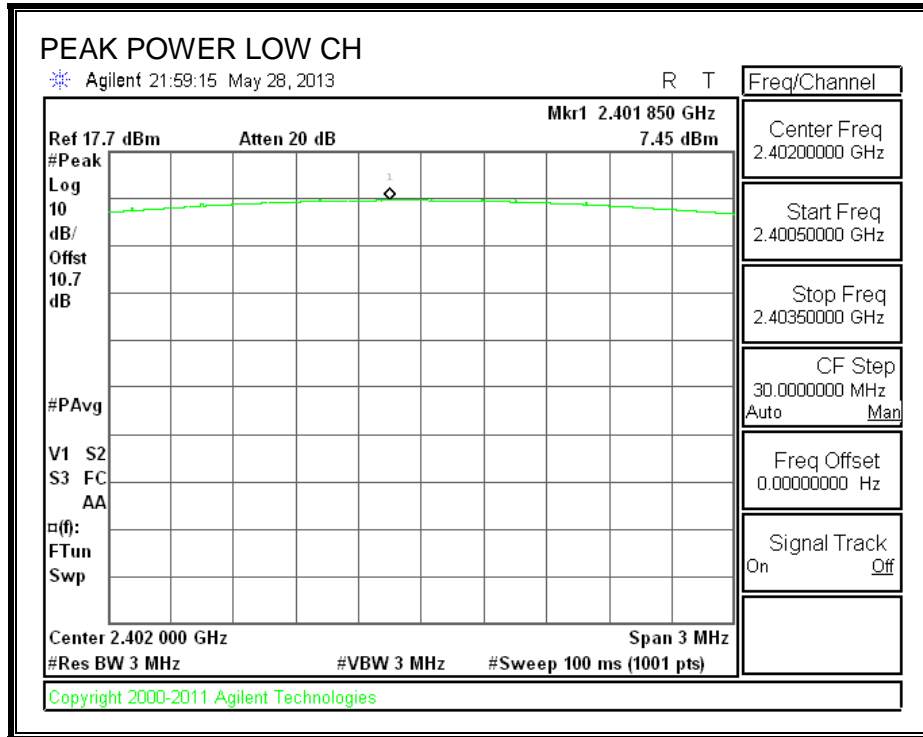 PEAK POWER LOW CH
Agilent 21:59:15 May 28, 2013 R T
Mkr1 2.401 850 GHz
Ref 17.7 dBm Atten 20 dB 7.45 dBm
#Peak
Log
10
dB/
Offst
10.7
dB
#PAvg
V1 S2
S3 FC
AA
¤(f):
FTun
Swp
1
Center 2.402 000 GHz Span 3 MHz
#Res BW 3 MHz #VBW 3 MHz #Sweep 100 ms (1001 pts)
Copyright 2000-2011 Agilent Technologies
Freq/Channel
Center Freq
2.40200000 GHz
Start Freq
2.40050000 GHz
Stop Freq
2.40350000 GHz
CF Step
30.0000000 MHz
Auto Man
Freq Offset
0.00000000 Hz
Signal Track
On Off